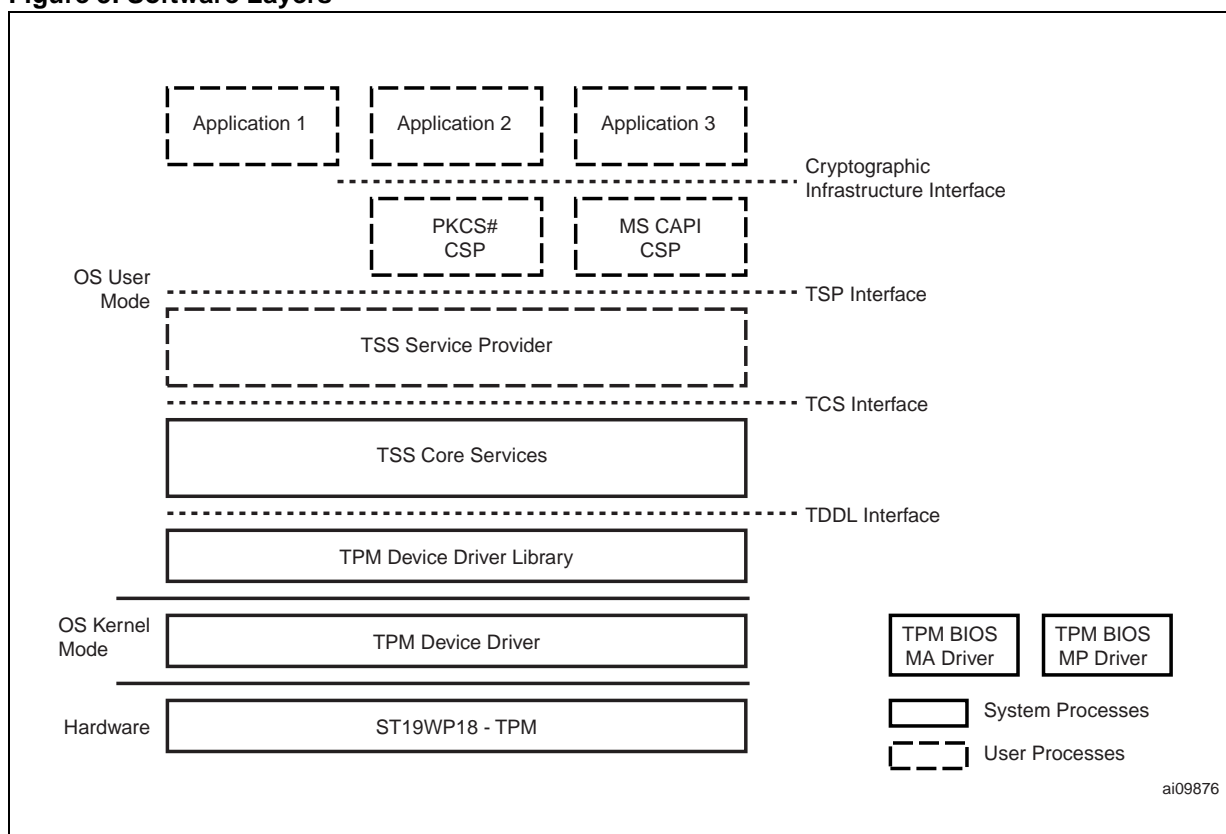 Figure 3. Software Layers
Application 1
Application 2
Application 3
Cryptographic
Infrastructure Interface
PKCS#
CSP
MS CAPI
CSP
OS User
Mode
TSP Interface
TSS Service Provider
TCS Interface
TSS Core Services
TDDL Interface
TPM Device Driver Library
OS Kernel
Mode
TPM Device Driver
TPM BIOS
MA Driver
TPM BIOS
MP Driver
Hardware
ST19WP18 - TPM
System Processes
User Processes
ai09876